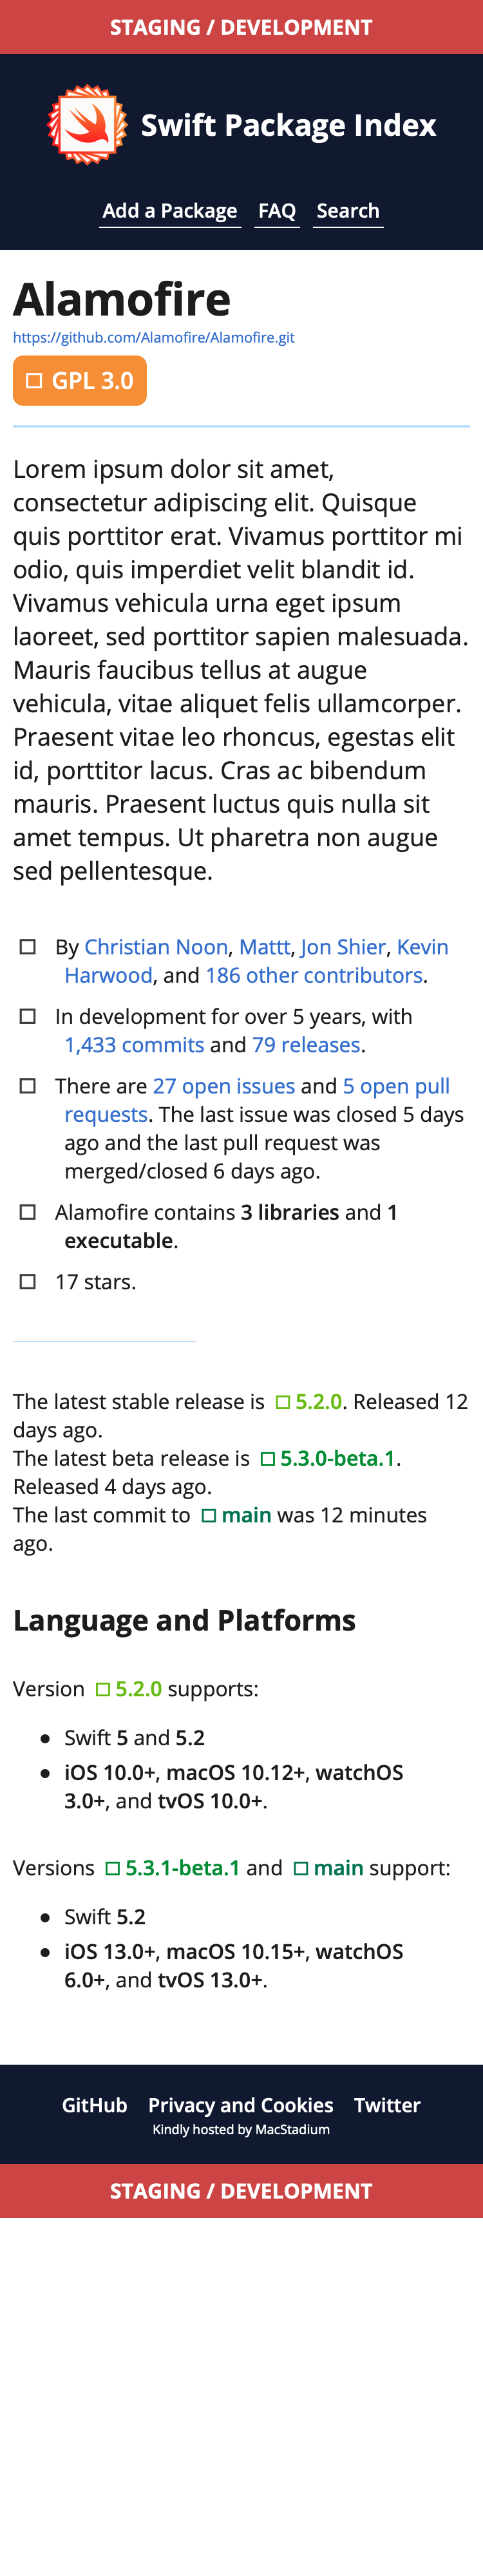 STAGING / DEVELOPMENT
Swift Package Index
Add a Package FAQ Search
Alamofire
https://github.com/Alamofire/Alamofire.git
GPL 3.0
Lorem ipsum dolor sit amet,
consectetur adipiscing elit. Quisque
quis porttitor erat. Vivamus porttitor mi
odio, quis imperdiet velit blandit id.
Vivamus vehicula urna eget ipsum
laoreet, sed porttitor sapien malesuada.
Mauris faucibus tellus at augue
vehicula, vitae aliquet felis ullamcorper.
Praesent vitae leo rhoncus, egestas elit
id, porttitor lacus. Cras ac bibendum
mauris. Praesent luctus quis nulla sit
amet tempus. Ut pharetra non augue
sed pellentesque.
By Christian Noon, Mattt, Jon Shier, Kevin
Harwood, and 186 other contributors.
In development for over 5 years, with
1,433 commits and 79 releases.
There are 27 open issues and 5 open pull
requests. The last issue was closed 5 days
ago and the last pull request was
merged/closed 6 days ago.
Alamofire contains 3 libraries and 1
executable.
17 stars.
The latest stable release is 5.2.0. Released 12
days ago.
The latest beta release is 5.3.0-beta.1.
Released 4 days ago.
The last commit to main was 12 minutes
ago.
Language and Platforms
Version 5.2.0 supports:
Swift 5 and 5.2
iOS 10.0+, macOS 10.12+, watchOS
3.0+, and tvOS 10.0+.
Versions 5.3.1-beta.1 and main support:
Swift 5.2
iOS 13.0+, macOS 10.15+, watchOS
6.0+, and tvOS 13.0+.
GitHub Privacy and Cookies Twitter
Kindly hosted by MacStadium
STAGING / DEVELOPMENT